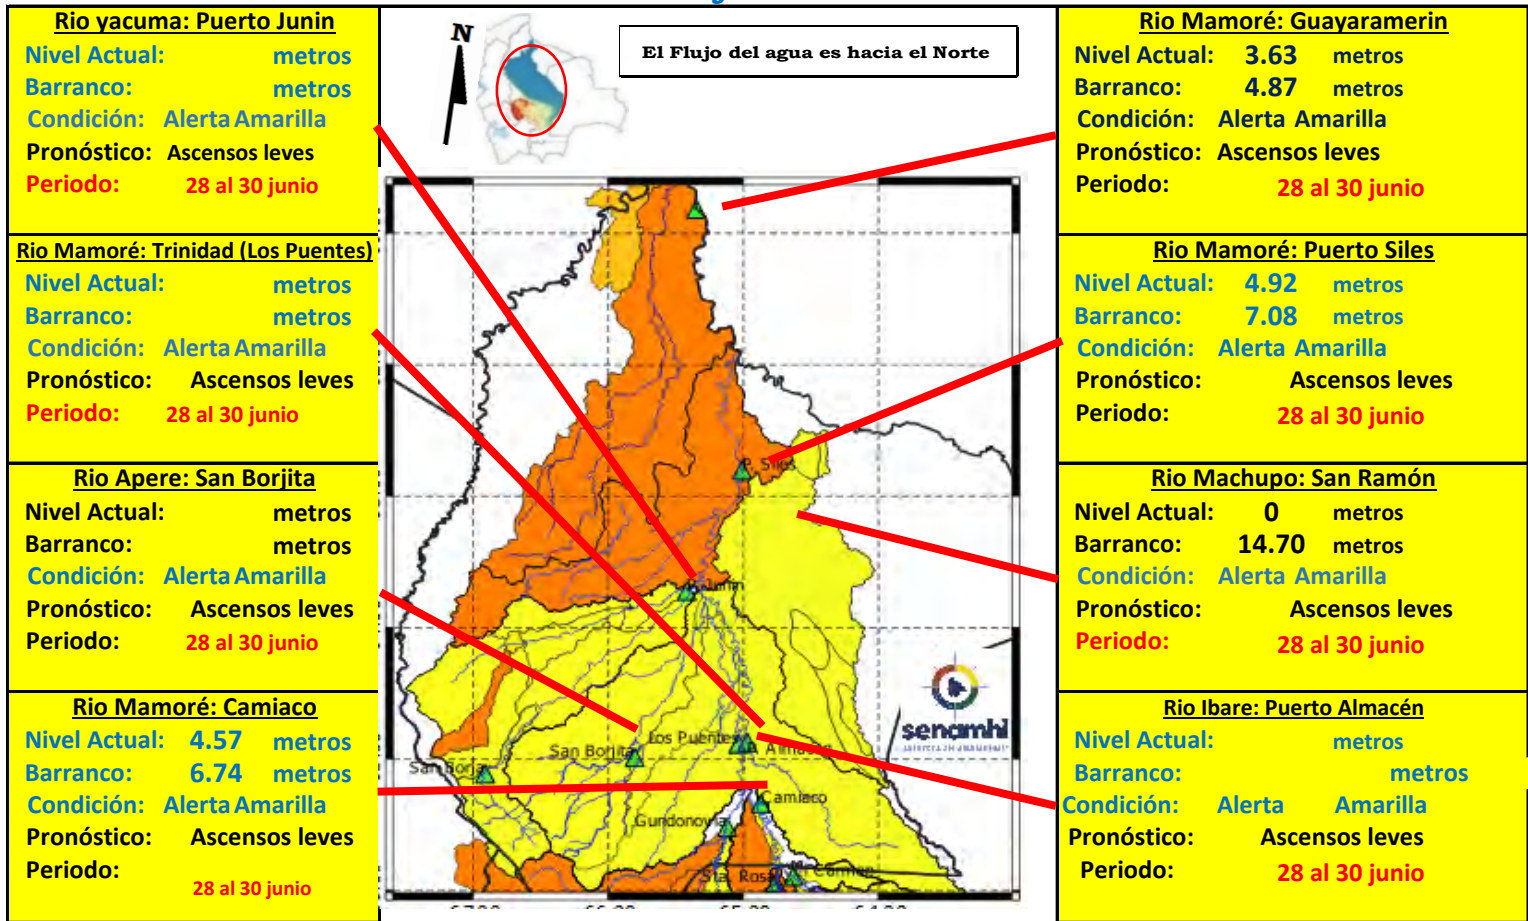 Rio yacuma: Puerto Junin
Nivel Actual: metros
Barranco: metros
Condición: Alerta Amarilla
Pronóstico: Ascensos leves
Periodo: 28 al 30 junio
Rio Mamoré: Trinidad (Los Puentes)
Nivel Actual: metros
Barranco: metros
Condición: Alerta Amarilla
Pronóstico: Ascensos leves
Periodo: 28 al 30 junio
Rio Apere: San Borjita
Nivel Actual: metros
Barranco: metros
Condición: Alerta Amarilla
Pronóstico: Ascensos leves
Periodo: 28 al 30 junio
Rio Mamoré: Camiaco
Nivel Actual: 4.57 metros
Barranco: 6.74 metros
Condición: Alerta Amarilla
Pronóstico: Ascensos leves
Periodo:
28 al 30 junio
N
El Flujo del agua es hacia el Norte
P. Siles
P. Junin
Los Puentes
P. Almacén
San Borjita
San Borja
Camiaco
Gundonovia
Sta. Rosa
senamhi
Rio Mamoré: Guayaramerin
Nivel Actual: 3.63 metros
Barranco: 4.87 metros
Condición: Alerta Amarilla
Pronóstico: Ascensos leves
Periodo: 28 al 30 junio
Rio Mamoré: Puerto Siles
Nivel Actual: 4.92 metros
Barranco: 7.08 metros
Condición: Alerta Amarilla
Pronóstico: Ascensos leves
Periodo: 28 al 30 junio
Rio Machupo: San Ramón
Nivel Actual: 0 metros
Barranco: 14.70 metros
Condición: Alerta Amarilla
Pronóstico: Ascensos leves
Periodo: 28 al 30 junio
Rio Ibare: Puerto Almacén
Nivel Actual: metros
Barranco: metros
Condición: Alerta Amarilla
Pronóstico: Ascensos leves
Periodo: 28 al 30 junio